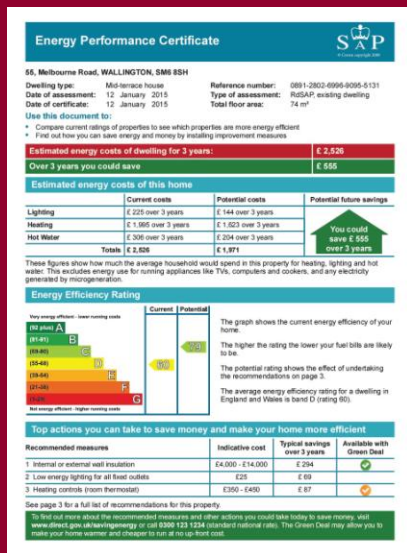 Energy Performance Certificate
SAP
55, Melbourne Road, WALLINGTON, SM6 8SH
Dwelling type: Mid-terrace house
Date of assessment: 12 January 2015
Date of certificate: 12 January 2015
Reference number: 0891-2802-6996-9095-5131
Type of assessment: RdSAP, existing dwelling
Total floor area: 74 m²
Use this document to:
• Compare current ratings of properties to see which properties are more energy efficient
• Find out how you can save energy and money by installing improvement measures
Estimated energy costs of dwelling for 3 years: £ 2,526
Over 3 years you could save £ 555
Estimated energy costs of this home
Current costs Potential costs Potential future savings
Lighting £ 225 over 3 years £ 144 over 3 years
Heating £ 1,995 over 3 years £ 1,623 over 3 years
Hot Water £ 306 over 3 years £ 204 over 3 years
Totals £ 2,526 £ 1,971
You could
save £ 555
over 3 years
These figures show how much the average household would spend in this property for heating, lighting and hot
water. This excludes energy use for running appliances like TVs, computers and cookers, and any electricity
generated by microgeneration.
Energy Efficiency Rating
Current Potential
Very energy efficient - lower running costs
(92 plus) A
(81-91) B
(69-80) C
(55-68) D
(39-54) E
(21-38) F
(1-20) G
Not energy efficient - higher running costs
60
The graph shows the current energy efficiency of your
home.
The higher the rating the lower your fuel bills are likely
to be.
The potential rating shows the effect of undertaking
the recommendations on page 3.
The average energy efficiency rating for a dwelling in
England and Wales is band D (rating 60).
Top actions you can take to save money and make your home more efficient
Recommended measures Indicative cost Typical savings over 3 years Available with Green Deal
1 Internal or external wall insulation £4,000 - £14,000 £ 294
2 Low energy lighting for all fixed outlets £25 £ 69
3 Heating controls (room thermostat) £350 - £450 £ 87
See page 3 for a full list of recommendations for this property.
To find out more about the recommended measures and other actions you could take today to save money, visit
www.direct.gov.uk/savingenergy or call 0300 123 1234 (standard national rate). The Green Deal may allow you to
make your home warmer and cheaper to run at no up-front cost.